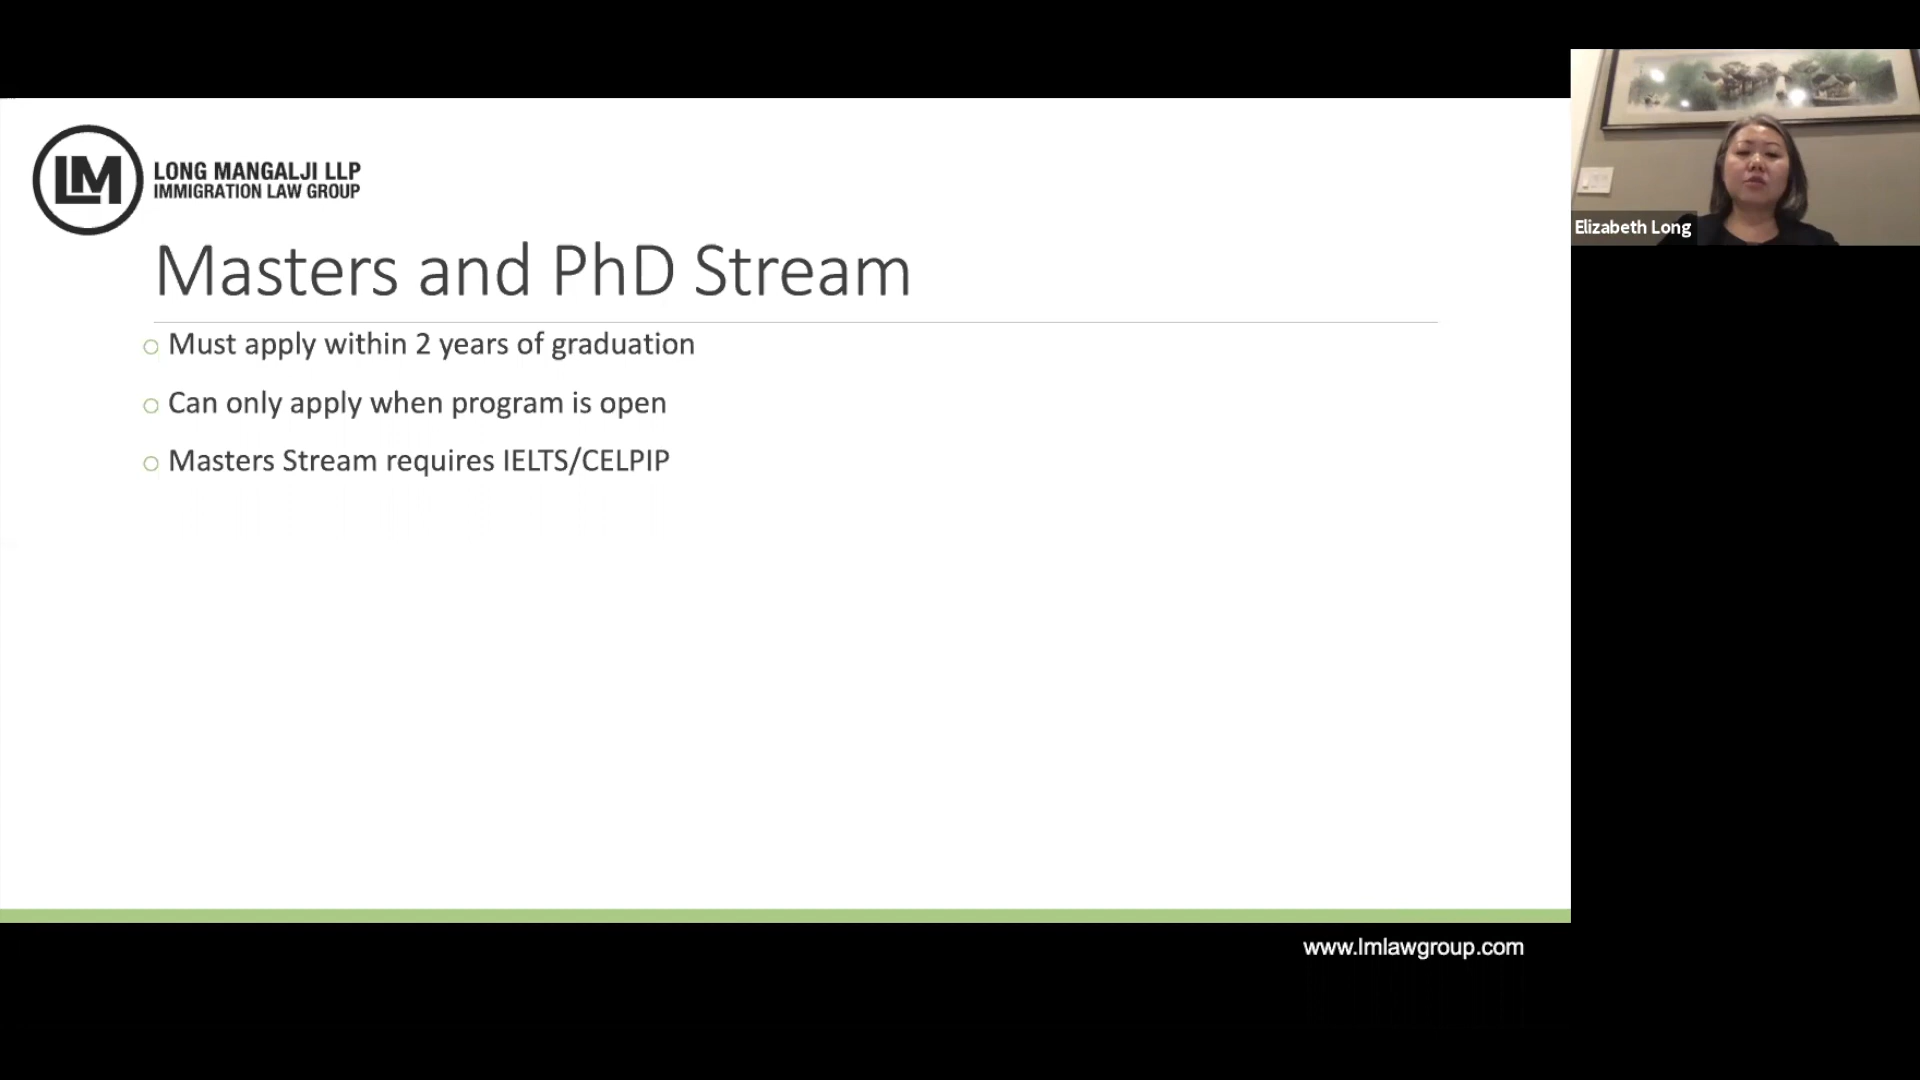 LM
LONG MANGALJI LLP
IMMIGRATION LAW GROUP
Masters and PhD Stream
Must apply within 2 years of graduation
Can only apply when program is open
Masters Stream requires IELTS/CELPIP
www.lmlawgroup.com
Elizabeth Long